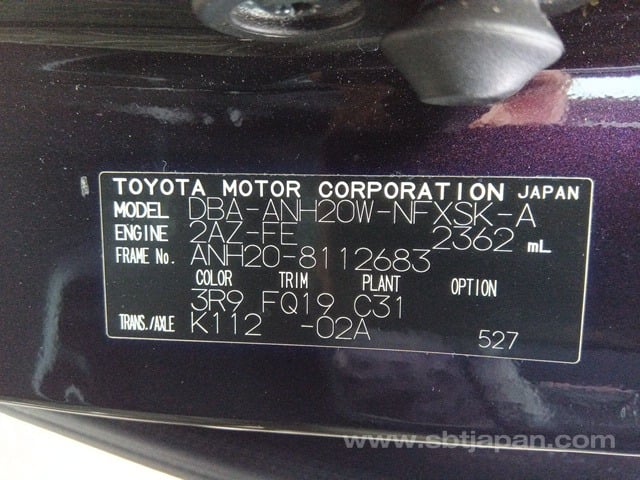 TOYOTA MOTOR CORPORATION JAPAN
MODEL DBA-ANH20W-NFXSK-A
ENGINE 2AZ-FE 2362 mL
FRAME No. ANH20-8112683
COLOR TRIM PLANT OPTION
3R9 FQ19 C31
TRANS./AXLE K112 -02A 527
www.sbtjapan.com